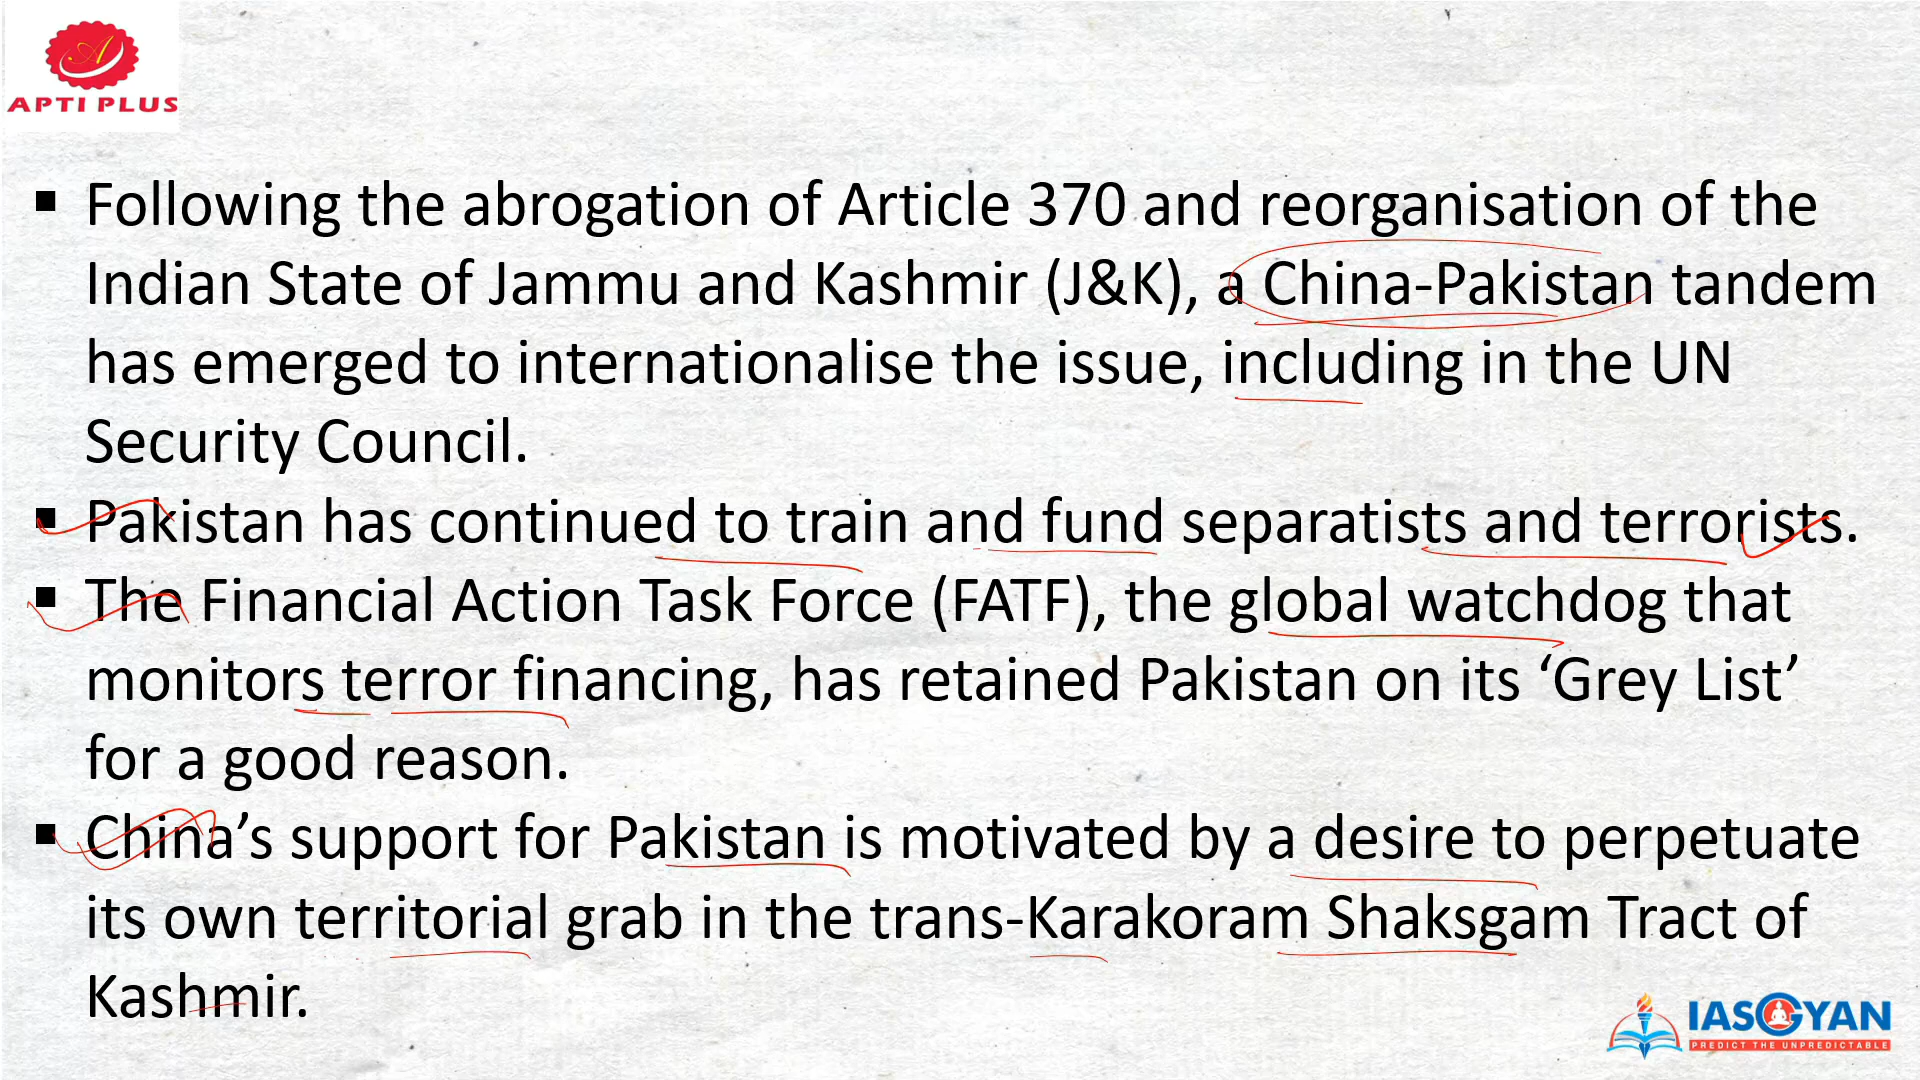 APTI PLUS
▪ Following the abrogation of Article 370 and reorganisation of the
Indian State of Jammu and Kashmir (J&K), a China-Pakistan tandem
has emerged to internationalise the issue, including in the UN
Security Council.
▪ Pakistan has continued to train and fund separatists and terrorists.
▪ The Financial Action Task Force (FATF), the global watchdog that
monitors terror financing, has retained Pakistan on its ‘Grey List’
for a good reason.
▪ China’s support for Pakistan is motivated by a desire to perpetuate
its own territorial grab in the trans-Karakoram Shaksgam Tract of
Kashmir.
IASGYAN
PREDICT THE UNPREDICTABLE